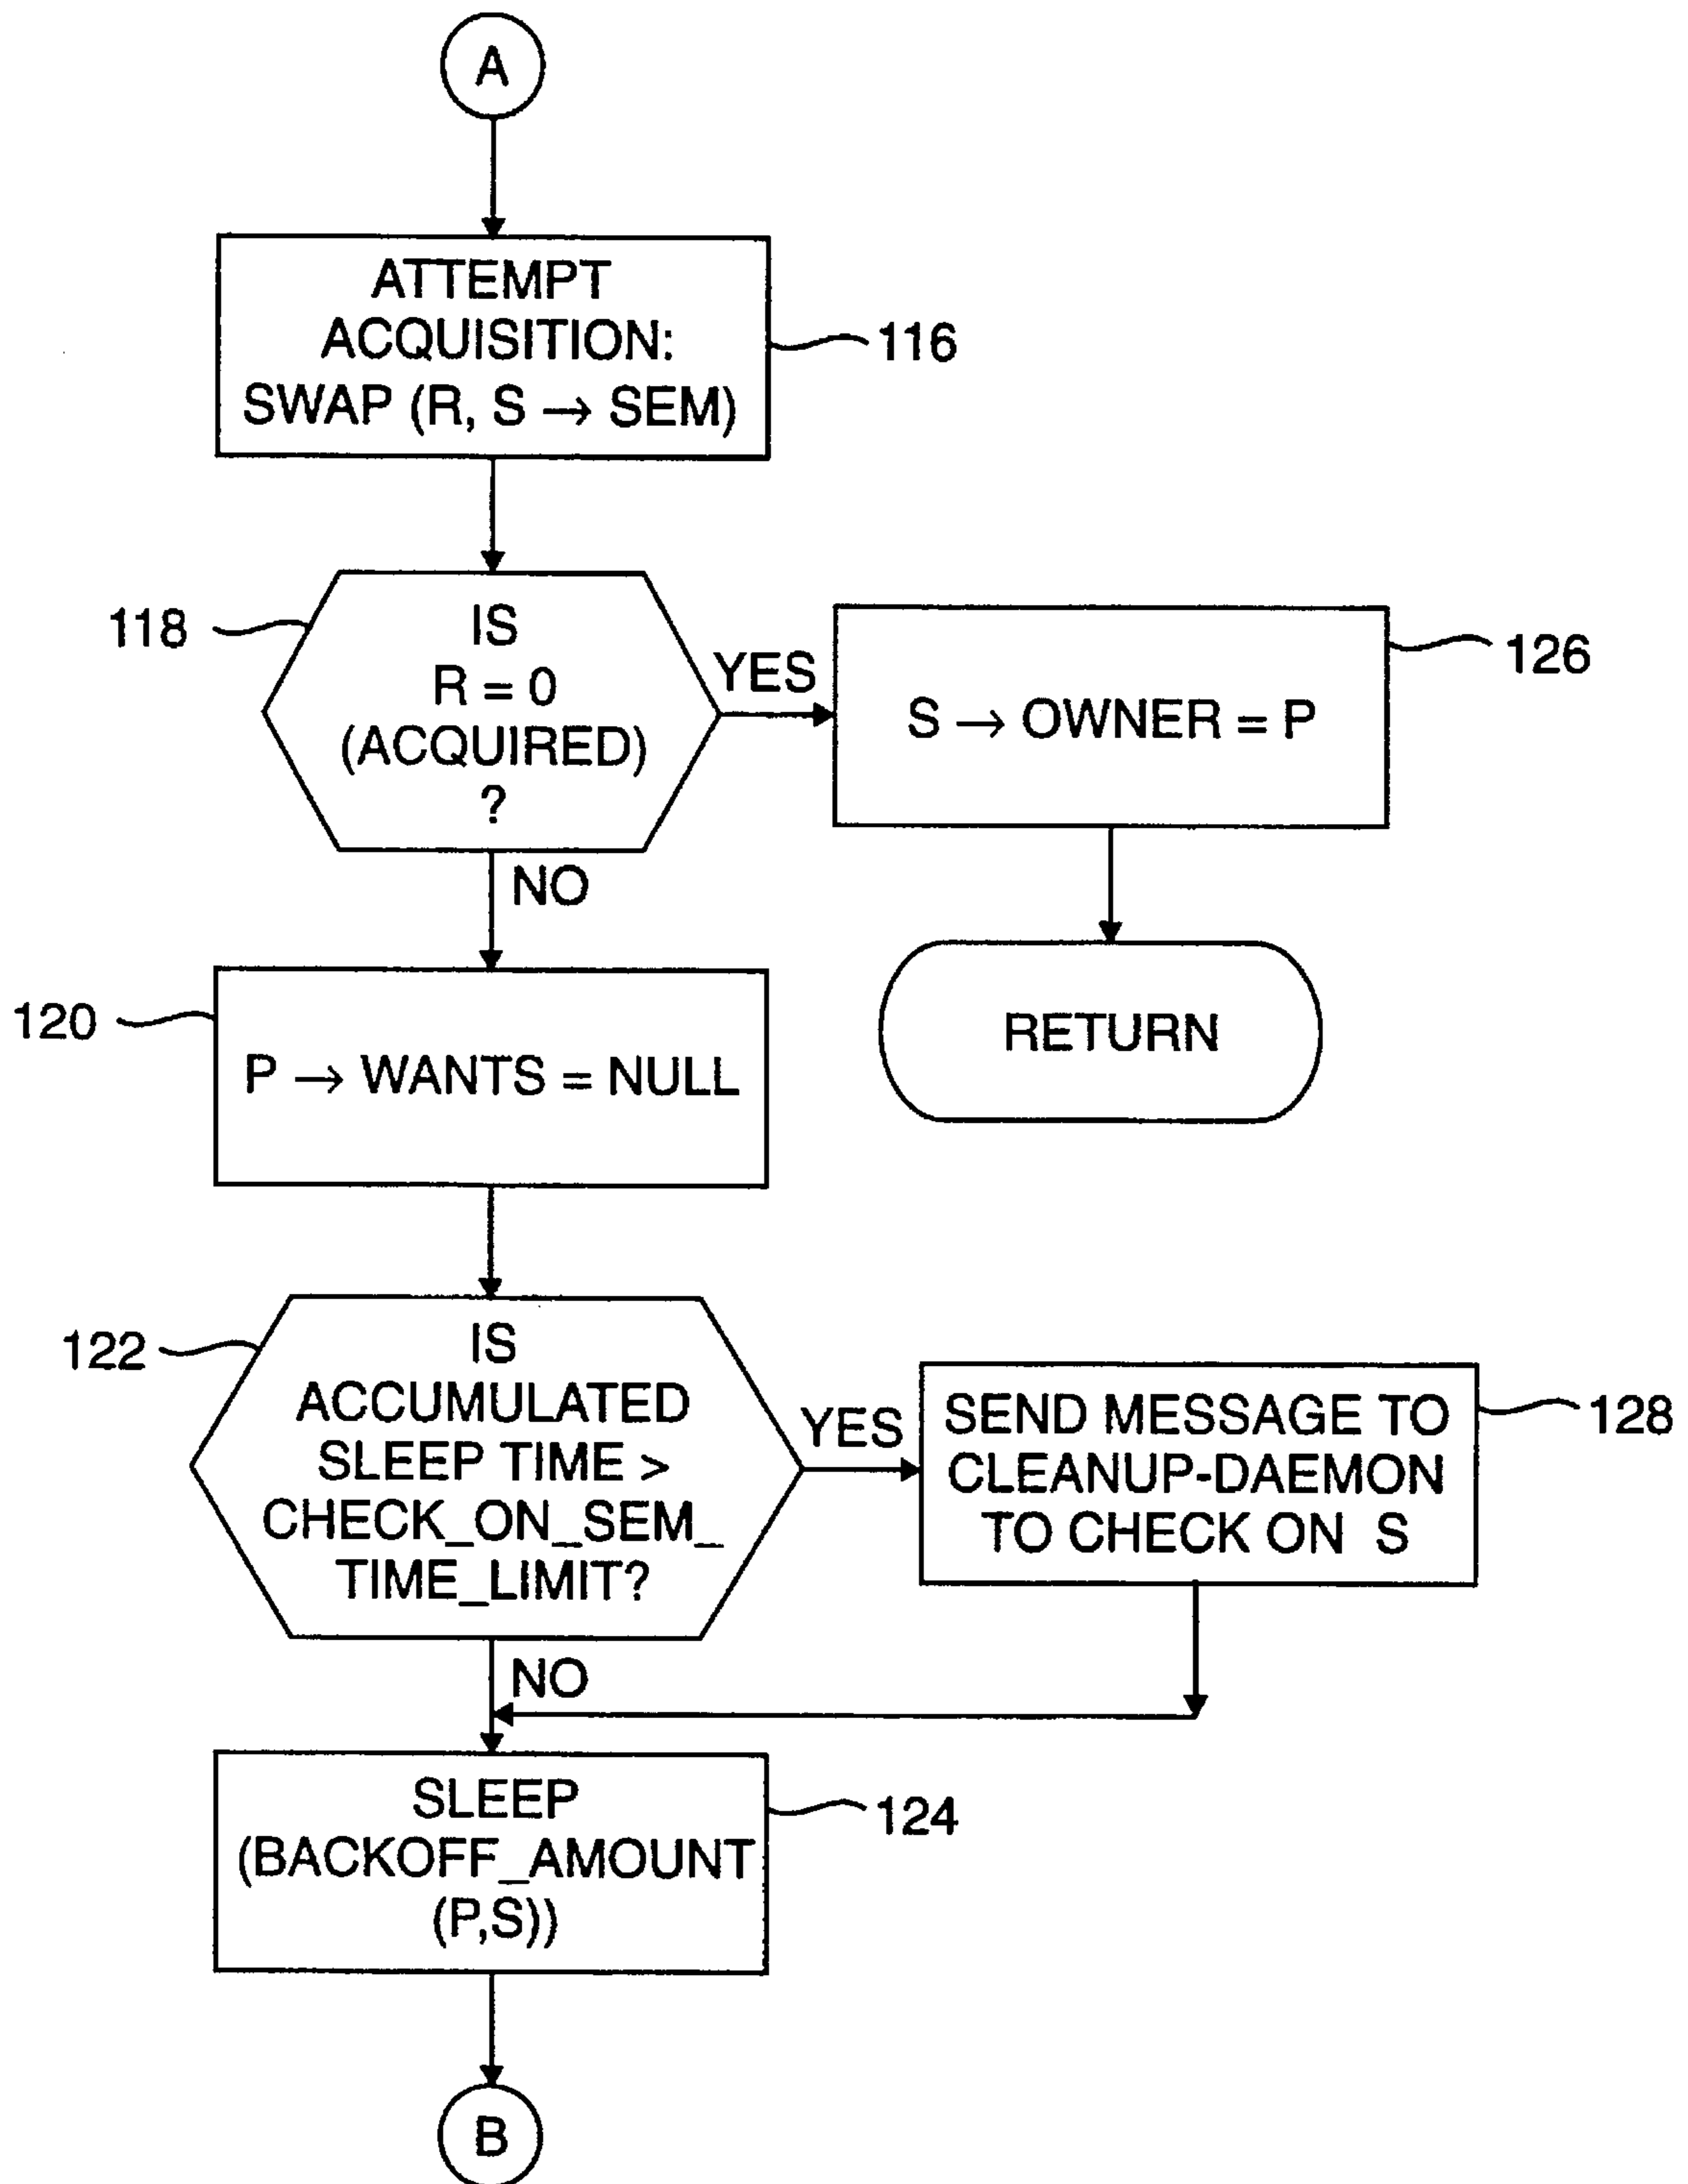 A
ATTEMPT
ACQUISITION:
SWAP (R, S → SEM)
116
118
IS
R = 0
(ACQUIRED)
?
YES
S → OWNER = P
126
NO
RETURN
120
P → WANTS = NULL
122
IS
ACCUMULATED
SLEEP TIME >
CHECK_ON_SEM_
TIME_LIMIT?
YES
SEND MESSAGE TO
CLEANUP-DAEMON
TO CHECK ON S
128
NO
SLEEP
(BACKOFF_AMOUNT
(P,S))
124
B